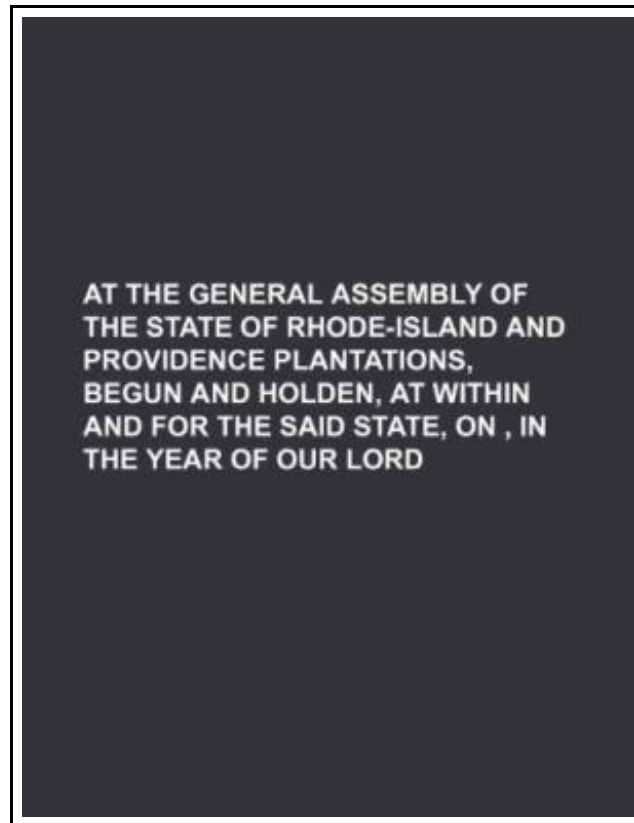 AT THE GENERAL ASSEMBLY OF
THE STATE OF RHODE-ISLAND AND
PROVIDENCE PLANTATIONS,
BEGUN AND HOLDEN, AT WITHIN
AND FOR THE SAID STATE, ON , IN
THE YEAR OF OUR LORD